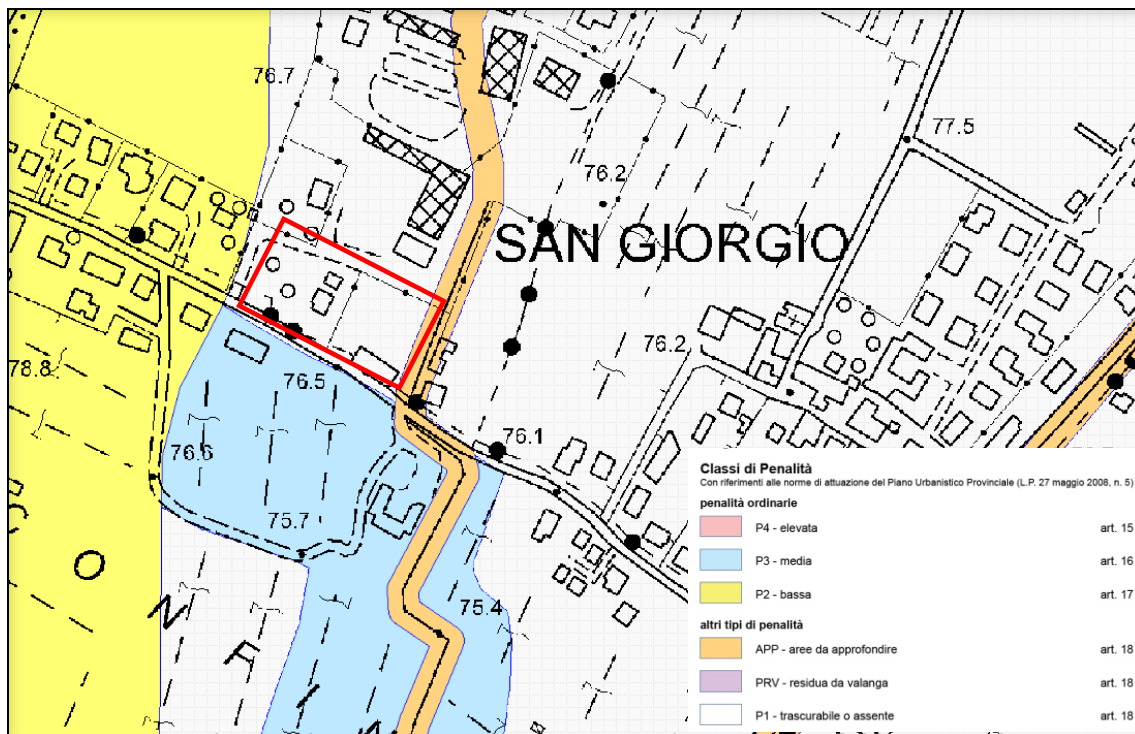 76.7
77.5
76.2
SAN GIORGIO
76.2
78.8
76.5
76.1
76.6
75.7
75.4
O
N
A
Classi di Penalità
Con riferimenti alle norme di attuazione del Piano Urbanistico Provinciale (L.P. 27 maggio 2008, n. 5)
penalità ordinarie
P4 - elevata art. 15
P3 - media art. 16
P2 - bassa art. 17
altri tipi di penalità
APP - aree da approfondire art. 18
PRV - residua da valanga art. 18
P1 - trascurabile o assente art. 18